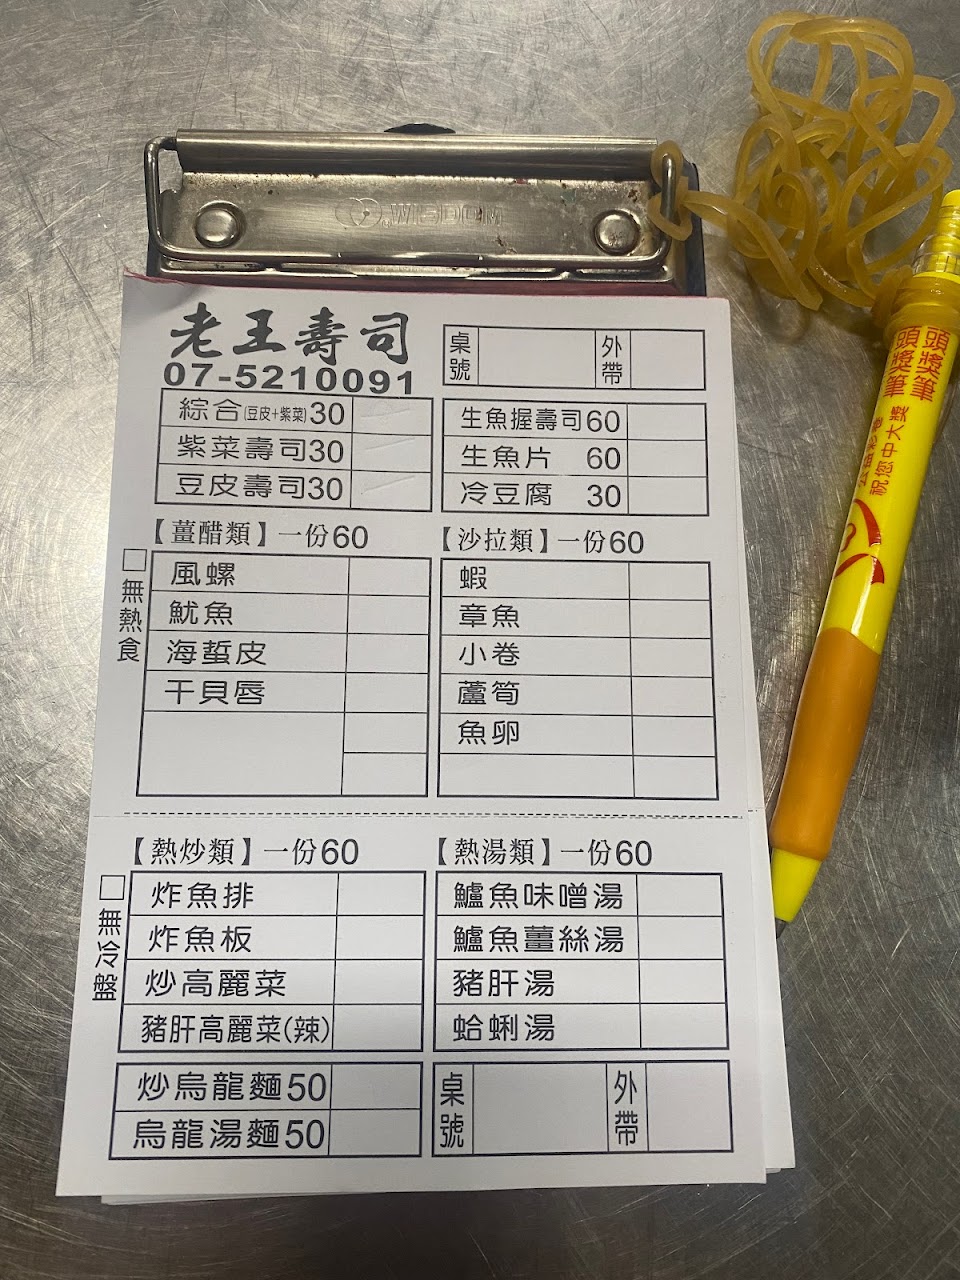 WISDOM
老王壽司
07-5210091
桌號
外帶
綜合(豆皮+紫菜)30
紫菜壽司30
豆皮壽司30
生魚握壽司60
生魚片 60
冷豆腐 30
【薑醋類】一份60
□無熱食
風螺
魷魚
海蜇皮
干貝唇
【沙拉類】一份60
蝦
章魚
小卷
蘆筍
魚卵
【熱炒類】一份60
□無冷盤
炸魚排
炸魚板
炒高麗菜
豬肝高麗菜(辣)
【熱湯類】一份60
鱸魚味噌湯
鱸魚薑絲湯
豬肝湯
蛤蜊湯
炒烏龍麵50
烏龍湯麵50
桌號
外帶
頭獎筆
頭獎筆
祝您中大獎